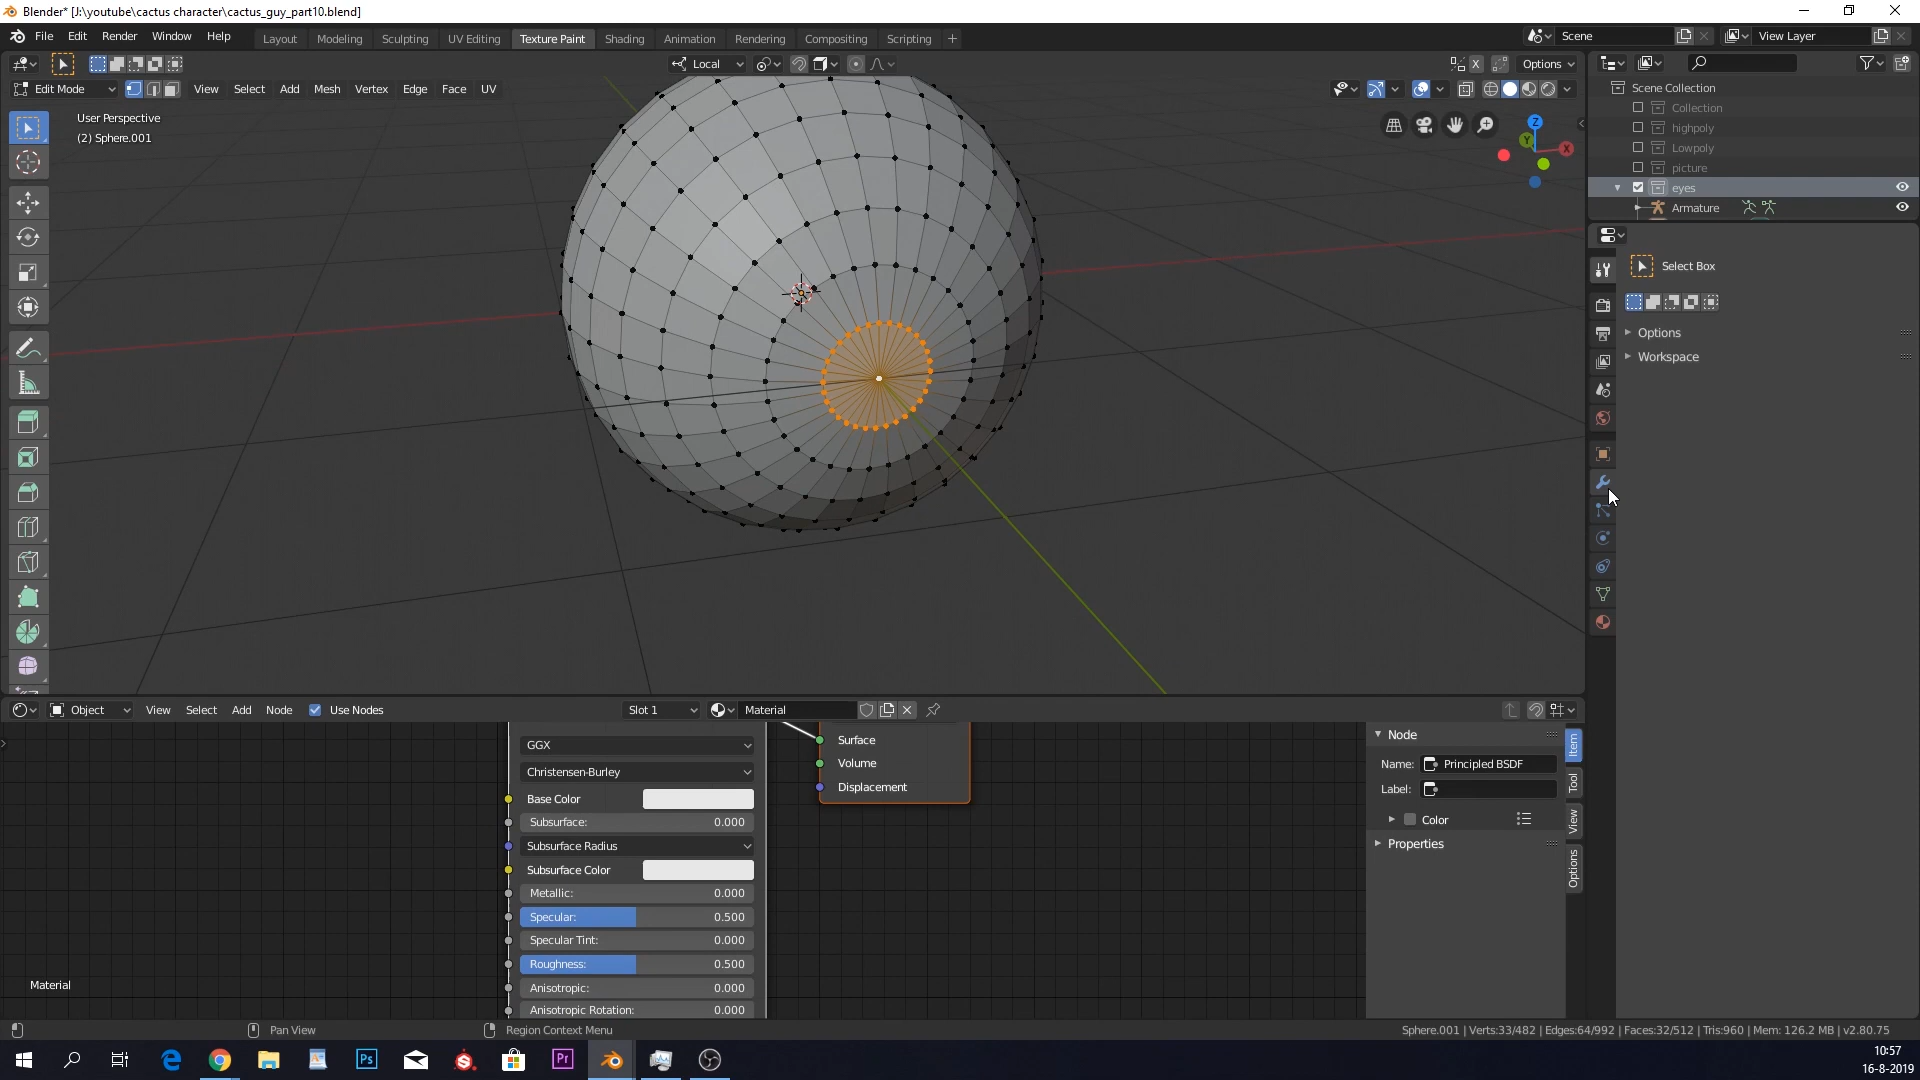 Blender* [J:\youtube\cactus character\cactus_guy_part10.blend]
File Edit Render Window Help Layout Modeling Sculpting UV Editing Texture Paint Shading Animation Rendering Compositing Scripting + Scene View Layer
Local X Options
Edit Mode View Select Add Mesh Vertex Edge Face UV
User Perspective
(2) Sphere.001
Z
Y
X
Scene Collection
Collection
highpoly
Lowpoly
picture
eyes
Armature
Select Box
Options
Workspace
Object View Select Add Node Use Nodes Slot 1 Material
GGX
Christensen-Burley
Base Color
Subsurface: 0.000
Subsurface Radius
Subsurface Color
Metallic: 0.000
Specular: 0.500
Specular Tint: 0.000
Roughness: 0.500
Anisotropic: 0.000
Anisotropic Rotation: 0.000
Surface
Volume
Displacement
Node
Name: Principled BSDF
Label:
Color
Properties
Item
Tool
View
Options
Material
Pan View Region Context Menu Sphere.001 | Verts:33/482 | Edges:64/992 | Faces:32/512 | Tris:960 | Mem: 126.2 MB | v2.80.75
Ps
Pr
10:57
16-8-2019